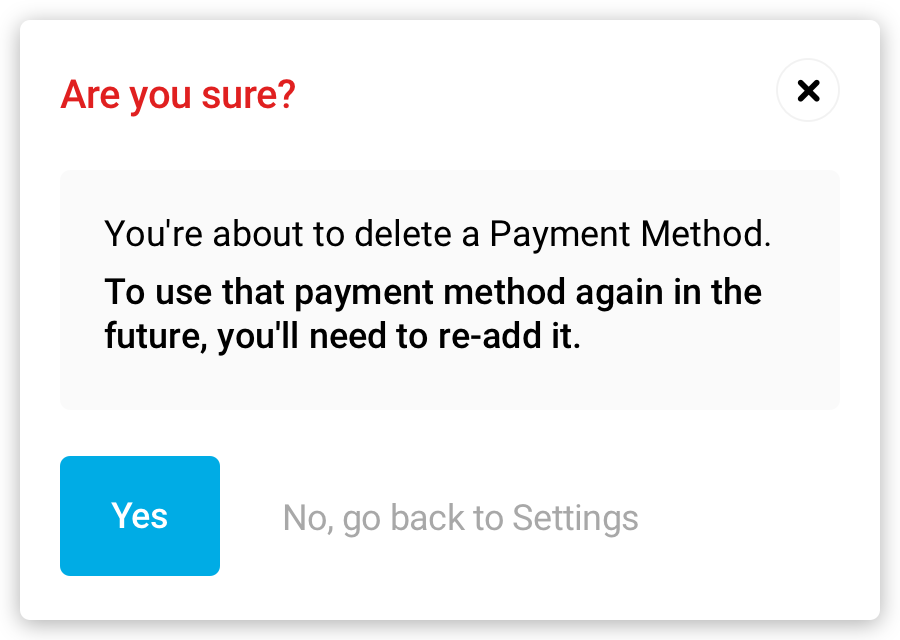 Are you sure?
You're about to delete a Payment Method.
To use that payment method again in the
future, you'll need to re-add it.
Yes
No, go back to Settings